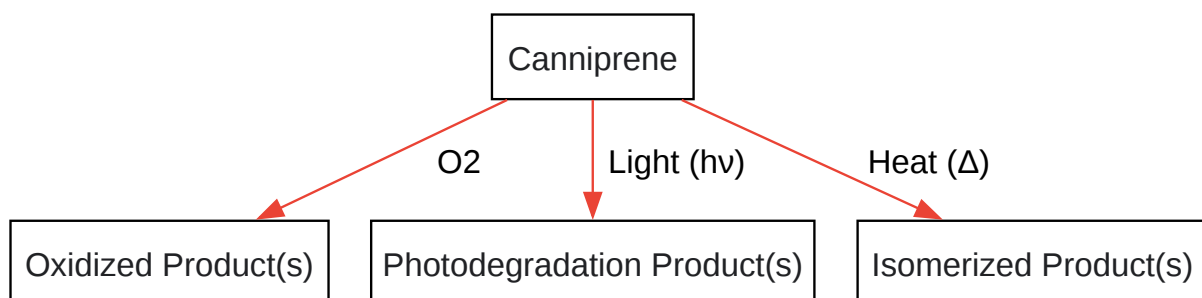 Canniprene
O2
Light (hν)
Heat (Δ)
Oxidized Product(s)
Photodegradation Product(s)
Isomerized Product(s)